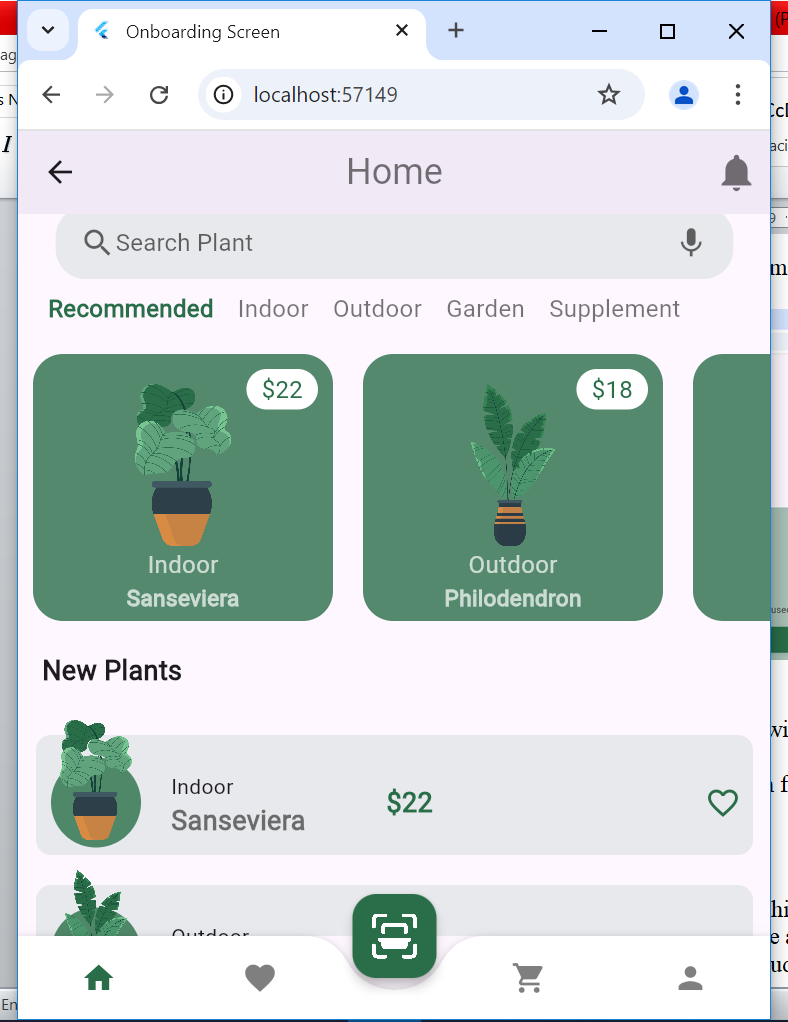 Onboarding Screen
localhost:57149
Home
Search Plant
Recommended Indoor Outdoor Garden Supplement
$22
$18
Indoor
Sanseviera
Outdoor
Philodendron
New Plants
Indoor
Sanseviera
$22
Outdoor